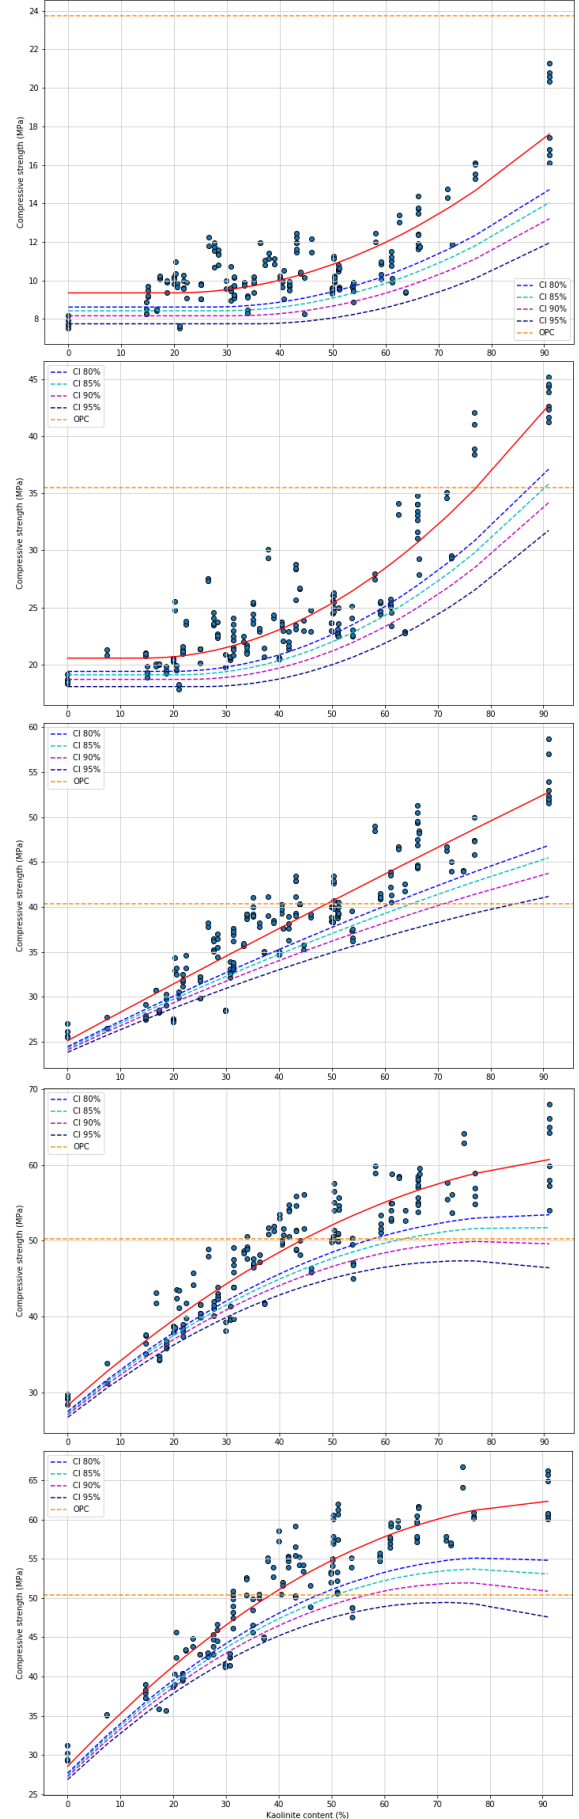 Compressive strength (MPa)
24
22
20
18
16
14
12
10
8
0
10
20
30
40
50
60
70
80
90
CI 80%
CI 85%
CI 90%
CI 95%
OPC
Compressive strength (MPa)
45
40
35
30
25
20
0
10
20
30
40
50
60
70
80
90
CI 80%
CI 85%
CI 90%
CI 95%
OPC
Compressive strength (MPa)
60
55
50
45
40
35
30
25
0
10
20
30
40
50
60
70
80
90
CI 80%
CI 85%
CI 90%
CI 95%
OPC
Compressive strength (MPa)
70
60
50
40
30
0
10
20
30
40
50
60
70
80
90
CI 80%
CI 85%
CI 90%
CI 95%
OPC
Compressive strength (MPa)
65
60
55
50
45
40
35
30
25
0
10
20
30
40
50
60
70
80
90
CI 80%
CI 85%
CI 90%
CI 95%
OPC
Kaolinite content (%)